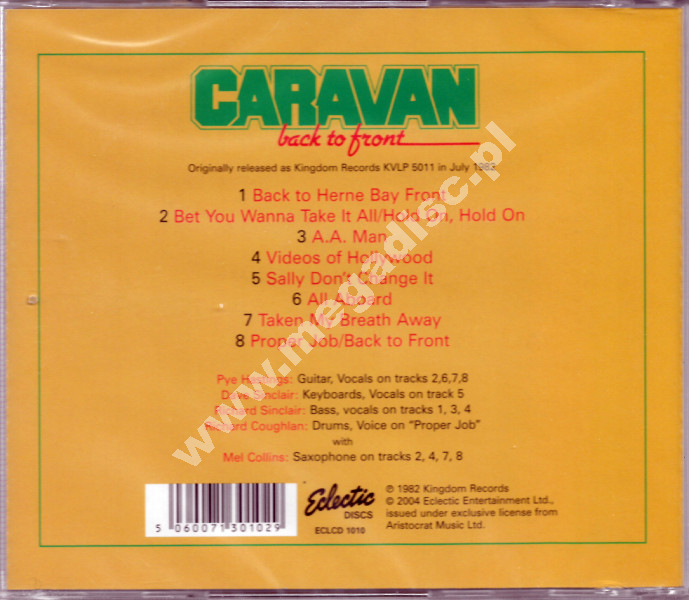 CARAVAN
back to front
Originally released as Kingdom Records KVLP 5011 in July 1982
1 Back to Herne Bay Front
2 Bet You Wanna Take It All/Hold On, Hold On
3 A.A. Man
4 Videos of Hollywood
5 Sally Don't Change It
6 All Aboard
7 Taken My Breath Away
8 Proper Job/Back to Front
Pye Hastings: Guitar, Vocals on tracks 2,6,7,8
Dave Sinclair: Keyboards, Vocals on track 5
Richard Sinclair: Bass, vocals on tracks 1, 3, 4
Richard Coughlan: Drums, Voice on "Proper Job"
with
Mel Collins: Saxophone on tracks 2, 4, 7, 8
5 060071 301029
Eclectic
DISCS
ECLCD 1010
℗ 1982 Kingdom Records
© 2004 Eclectic Entertainment Ltd.,
issued under exclusive license from
Aristocrat Music Ltd.
www.megadisc.pl